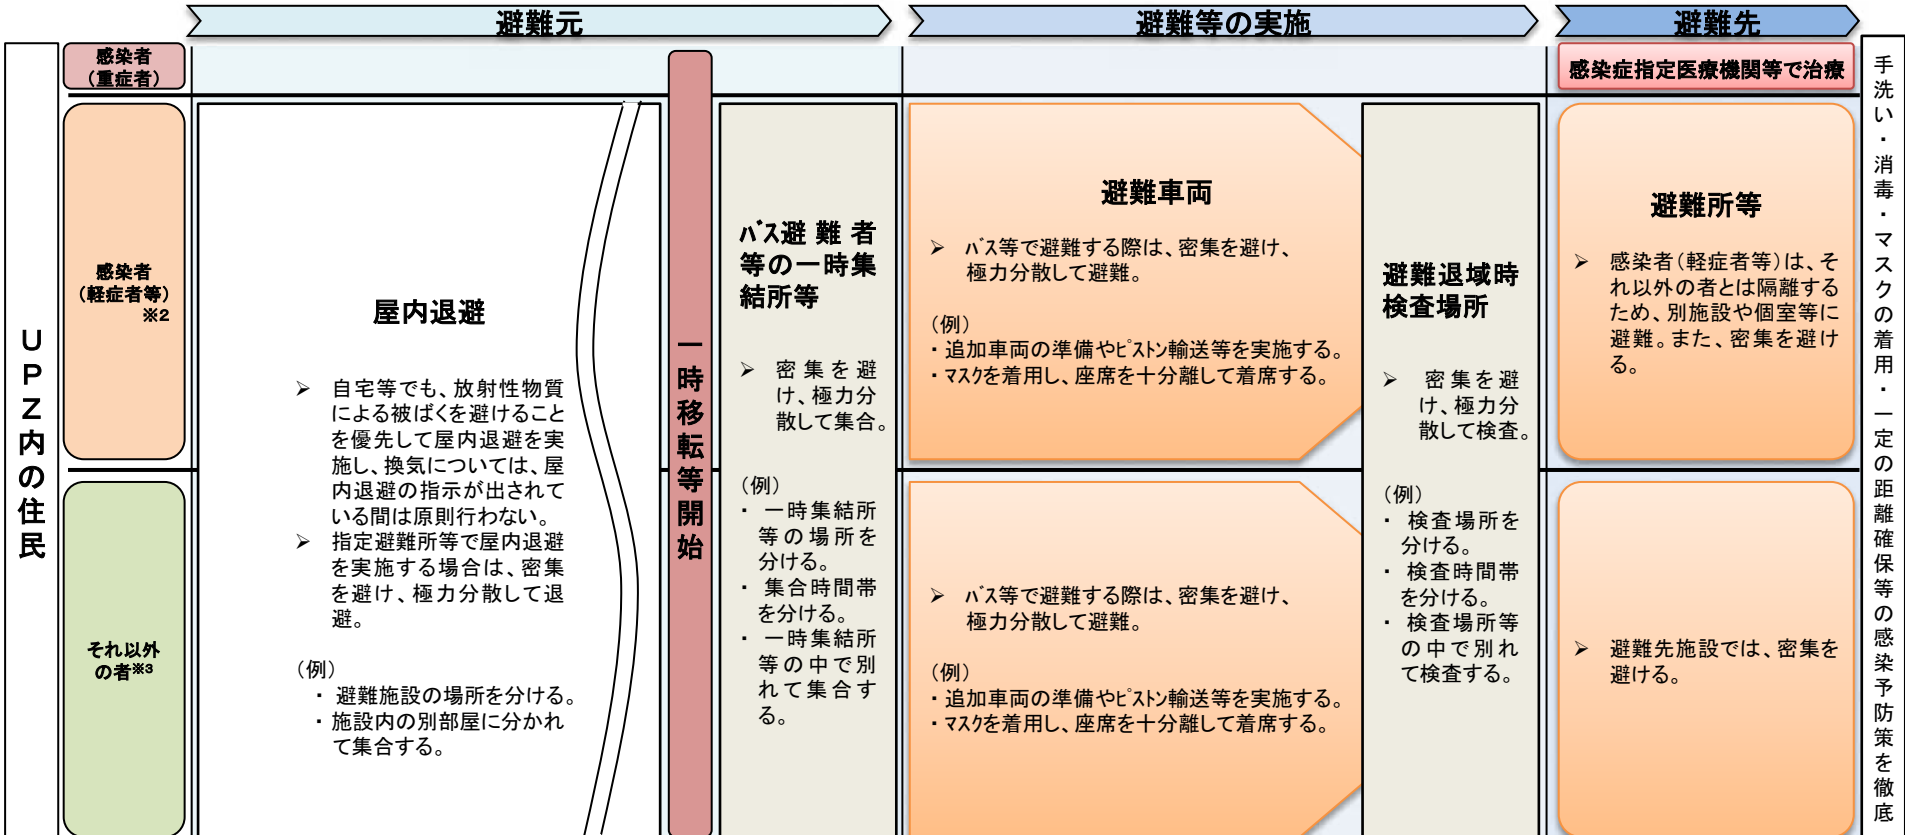 避難元
避難等の実施
避難先
UPZ内の住民
感染者
(重症者)
感染症指定医療機関等で治療
感染者
(軽症者等)
※2
それ以外
の者※3
屋内退避
➢ 自宅等でも、放射性物質
による被ばくを避けること
を優先して屋内退避を実
施し、換気については、屋
内退避の指示が出されて
いる間は原則行わない。
➢ 指定避難所等で屋内退避
を実施する場合は、密集
を避け、極力分散して退
避。
(例)
・ 避難施設の場所を分ける。
・施設内の別部屋に分かれ
て集合する。
一時移転等開始
バス避難者
等の一時集
結所等
➢ 密集を避
け、極力分
散して集合。
(例)
・ 一時集結所
等の場所を
分ける。
・ 集合時間帯
を分ける。
・ 一時集結所
等の中で別
れて集合す
る。
避難車両
➢ バス等で避難する際は、密集を避け、
極力分散して避難。
(例)
・追加車両の準備やピストン輸送等を実施する。
・マスクを着用し、座席を十分離して着席する。
➢ バス等で避難する際は、密集を避け、
極力分散して避難。
(例)
・追加車両の準備やピストン輸送等を実施する。
・マスクを着用し、座席を十分離して着席する。
避難退域時
検査場所
➢ 密集を避
け、極力分
散して検査。
(例)
・ 検査場所を
分ける。
・ 検査時間帯
を分ける。
・ 検査場所等
の中で別れ
て検査する。
避難所等
➢ 感染者(軽症者等)は、そ
れ以外の者とは隔離する
ため、別施設や個室等に
避難。また、密集を避け
る。
➢ 避難先施設では、密集を
避ける。
手洗い・消毒・マスクの着用・一定の距離確保等の感染予防策を徹底